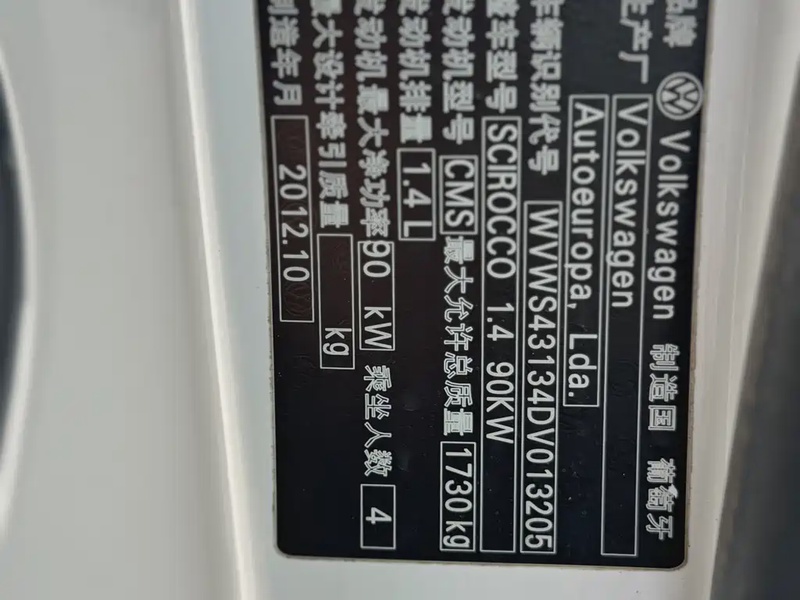 品牌 Volkswagen 制造国 葡萄牙
生产厂 Volkswagen
Autoeuropa, Lda.
车辆识别代号 WVWS43134DV013205
整车型号 SCIROCCO 1.4 90KW
发动机型号 CMS 最大允许总质量 1730 kg
发动机排量 1.4 L
发动机最大净功率 90 kW 乘坐人数 4
最大设计牵引质量 kg
制造年月 2012.10